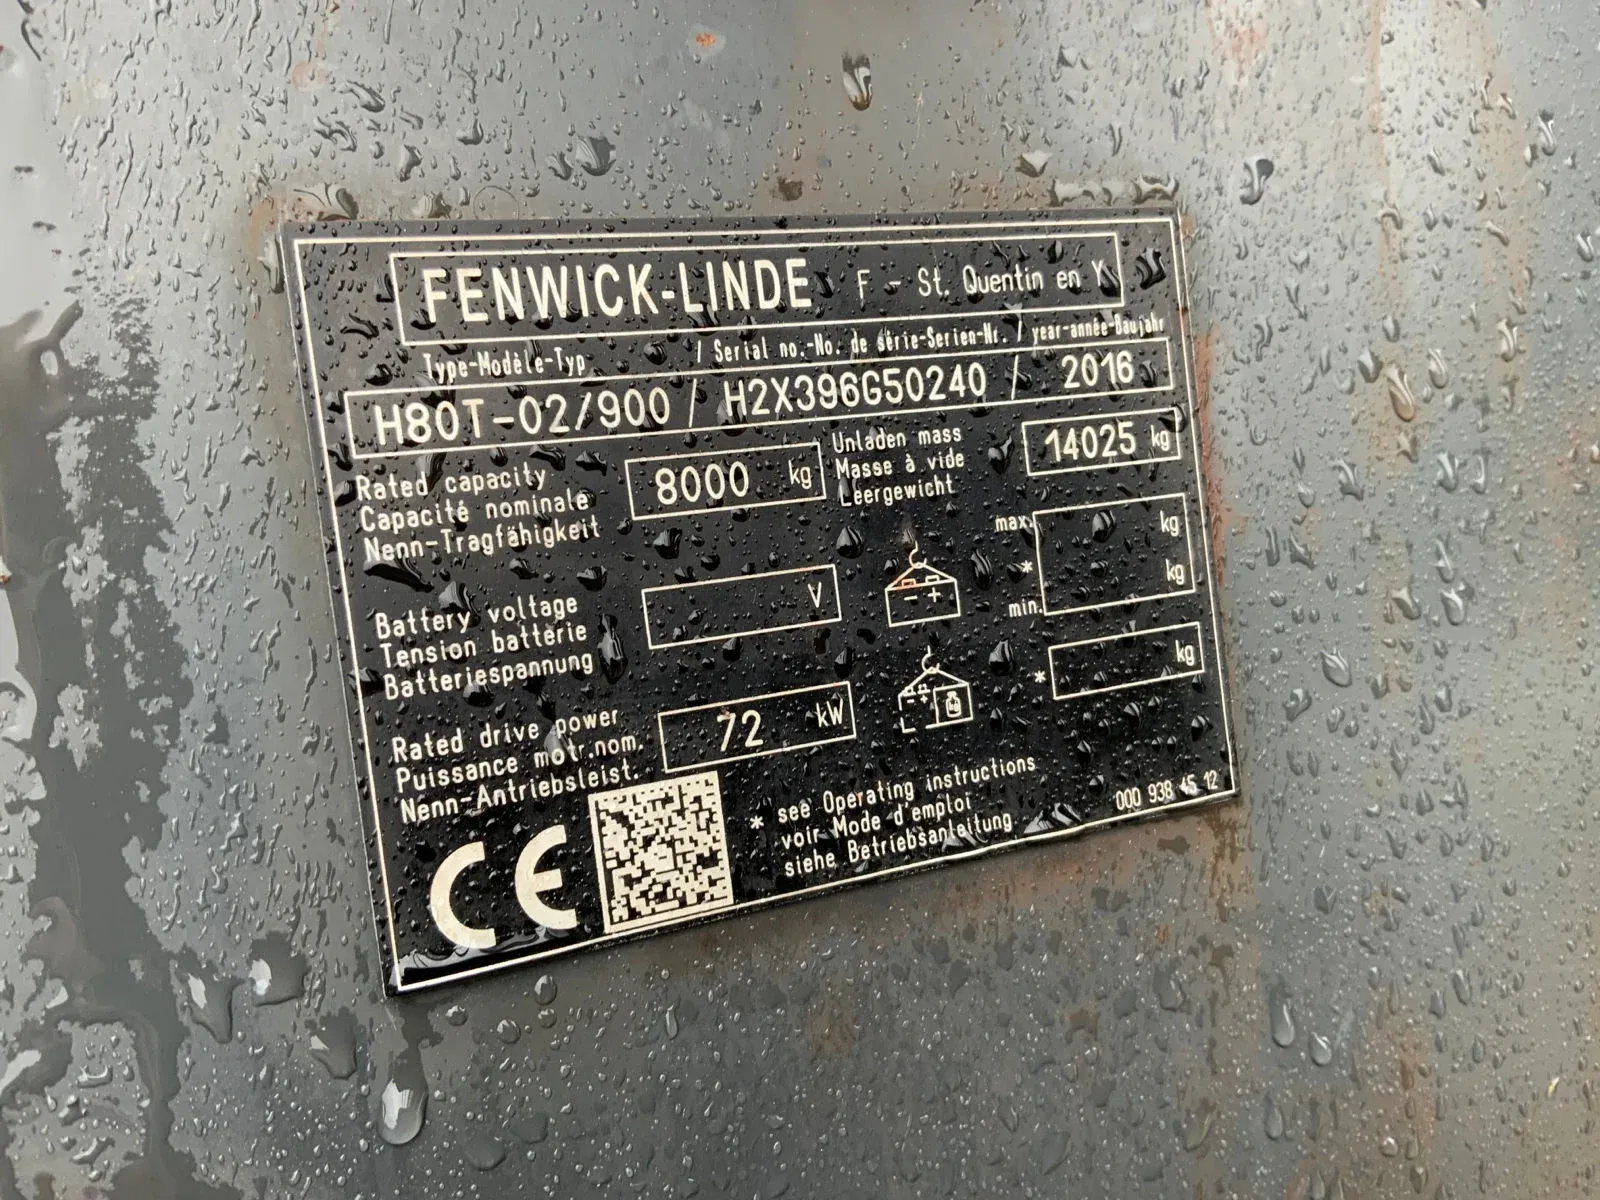 FENWICK-LINDE F - St. Quentin en Y
Type-Modèle-Typ / Serial no.-No. de série-Serien-Nr. / year-année-Baujahr
H80T-02/900 / H2X396G50240 / 2016
Rated capacity
Capacité nominale
Nenn-Tragfähigkeit
8000 kg
Unladen mass
Masse à vide
Leergewicht
14025 kg
Battery voltage
Tension batterie
Batteriespannung
V
- +
max. kg
* kg
min.
- +
* kg
Rated drive power
Puissance motr.nom.
Nenn-Antriebsleist.
72 kW
CE
* see Operating instructions
voir Mode d'emploi
siehe Betriebsanleitung
000 938 45 12